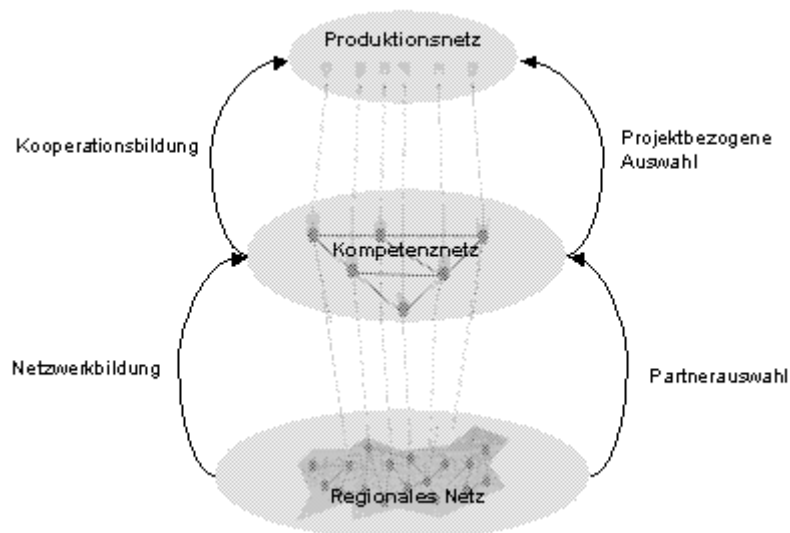 Produktionsnetz
Kooperationsbildung
Projektbezogene
Auswahl
Kompetenznetz
Netzwerkbildung
Partnerauswahl
Regionales Netz